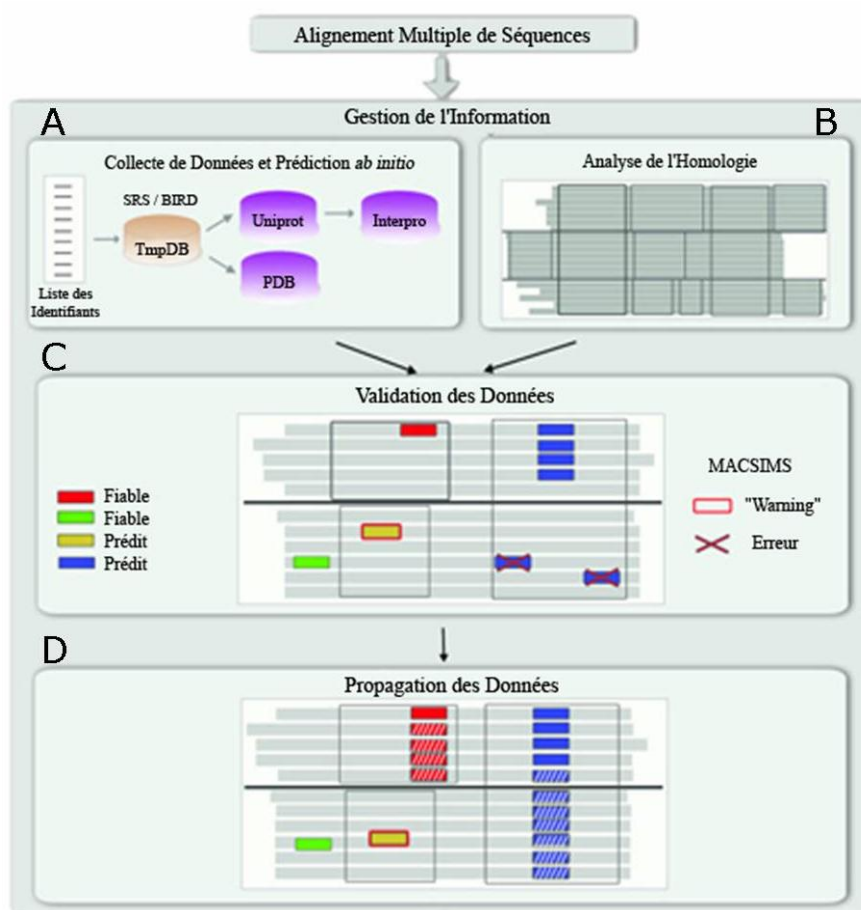 Alignement Multiple de Séquences
Gestion de l'Information
A
B
Collecte de Données et Prédiction ab initio
SRS / BIRD
TmpDB
Uniprot
Interpro
PDB
Liste des
Identifiants
Analyse de l'Homologie
C
Validation des Données
Fiable
Fiable
Prédit
Prédit
MACSIMS
"Warning"
Erreur
D
Propagation des Données